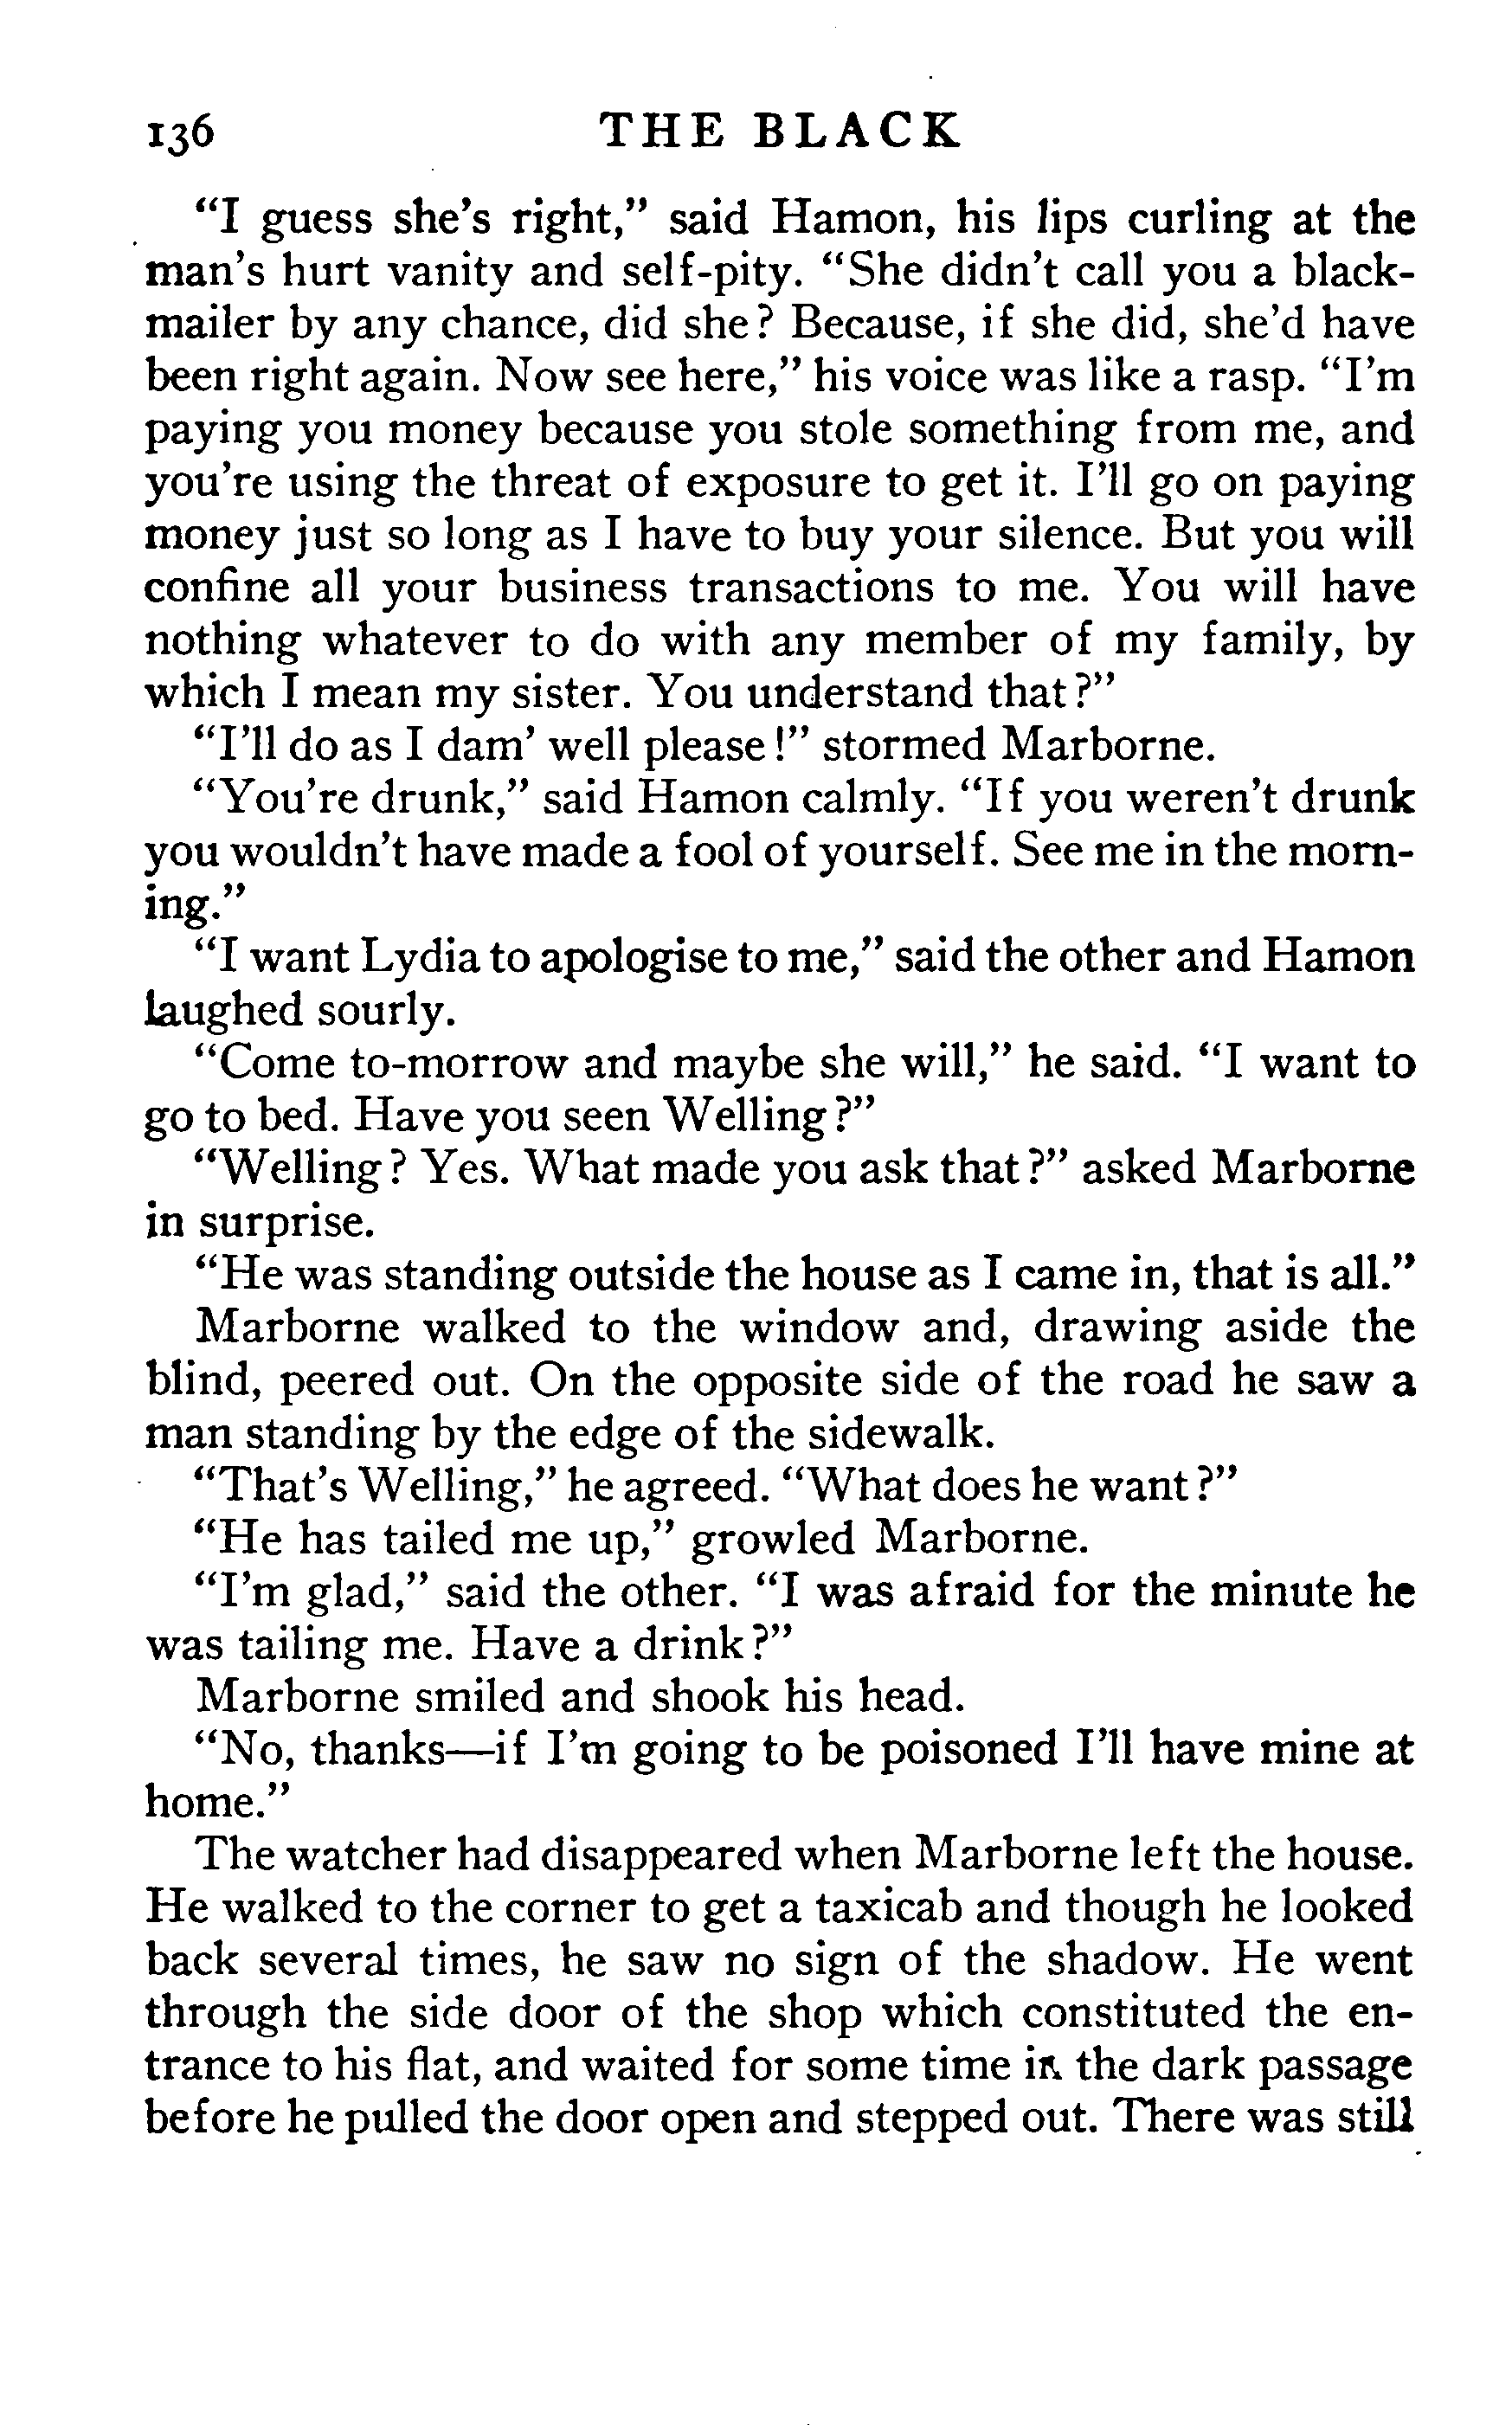 136 THE BLACK
"I guess she's right," said Hamon, his lips curling at the
man's hurt vanity and self-pity. "She didn't call you a black-
mailer by any chance, did she? Because, if she did, she'd have
been right again. Now see here," his voice was like a rasp. "I'm
paying you money because you stole something from me, and
you're using the threat of exposure to get it. I'll go on paying
money just so long as I have to buy your silence. But you will
confine all your business transactions to me. You will have
nothing whatever to do with any member of my family, by
which I mean my sister. You understand that?"
"I'll do as I dam' well please!" stormed Marborne.
"You're drunk," said Hamon calmly. "If you weren't drunk
you wouldn't have made a fool of yourself. See me in the morn-
ing."
"I want Lydia to apologise to me," said the other and Hamon
laughed sourly.
"Come to-morrow and maybe she will," he said. "I want to
go to bed. Have you seen Welling?"
"Welling? Yes. What made you ask that?" asked Marborne
in surprise.
"He was standing outside the house as I came in, that is all."
Marborne walked to the window and, drawing aside the
blind, peered out. On the opposite side of the road he saw a
man standing by the edge of the sidewalk.
"That's Welling," he agreed. "What does he want?"
"He has tailed me up," growled Marborne.
"I'm glad," said the other. "I was afraid for the minute he
was tailing me. Have a drink?"
Marborne smiled and shook his head.
"No, thanks—if I'm going to be poisoned I'll have mine at
home."
The watcher had disappeared when Marborne left the house.
He walked to the corner to get a taxicab and though he looked
back several times, he saw no sign of the shadow. He went
through the side door of the shop which constituted the en-
trance to his flat, and waited for some time in the dark passage
before he pulled the door open and stepped out. There was still